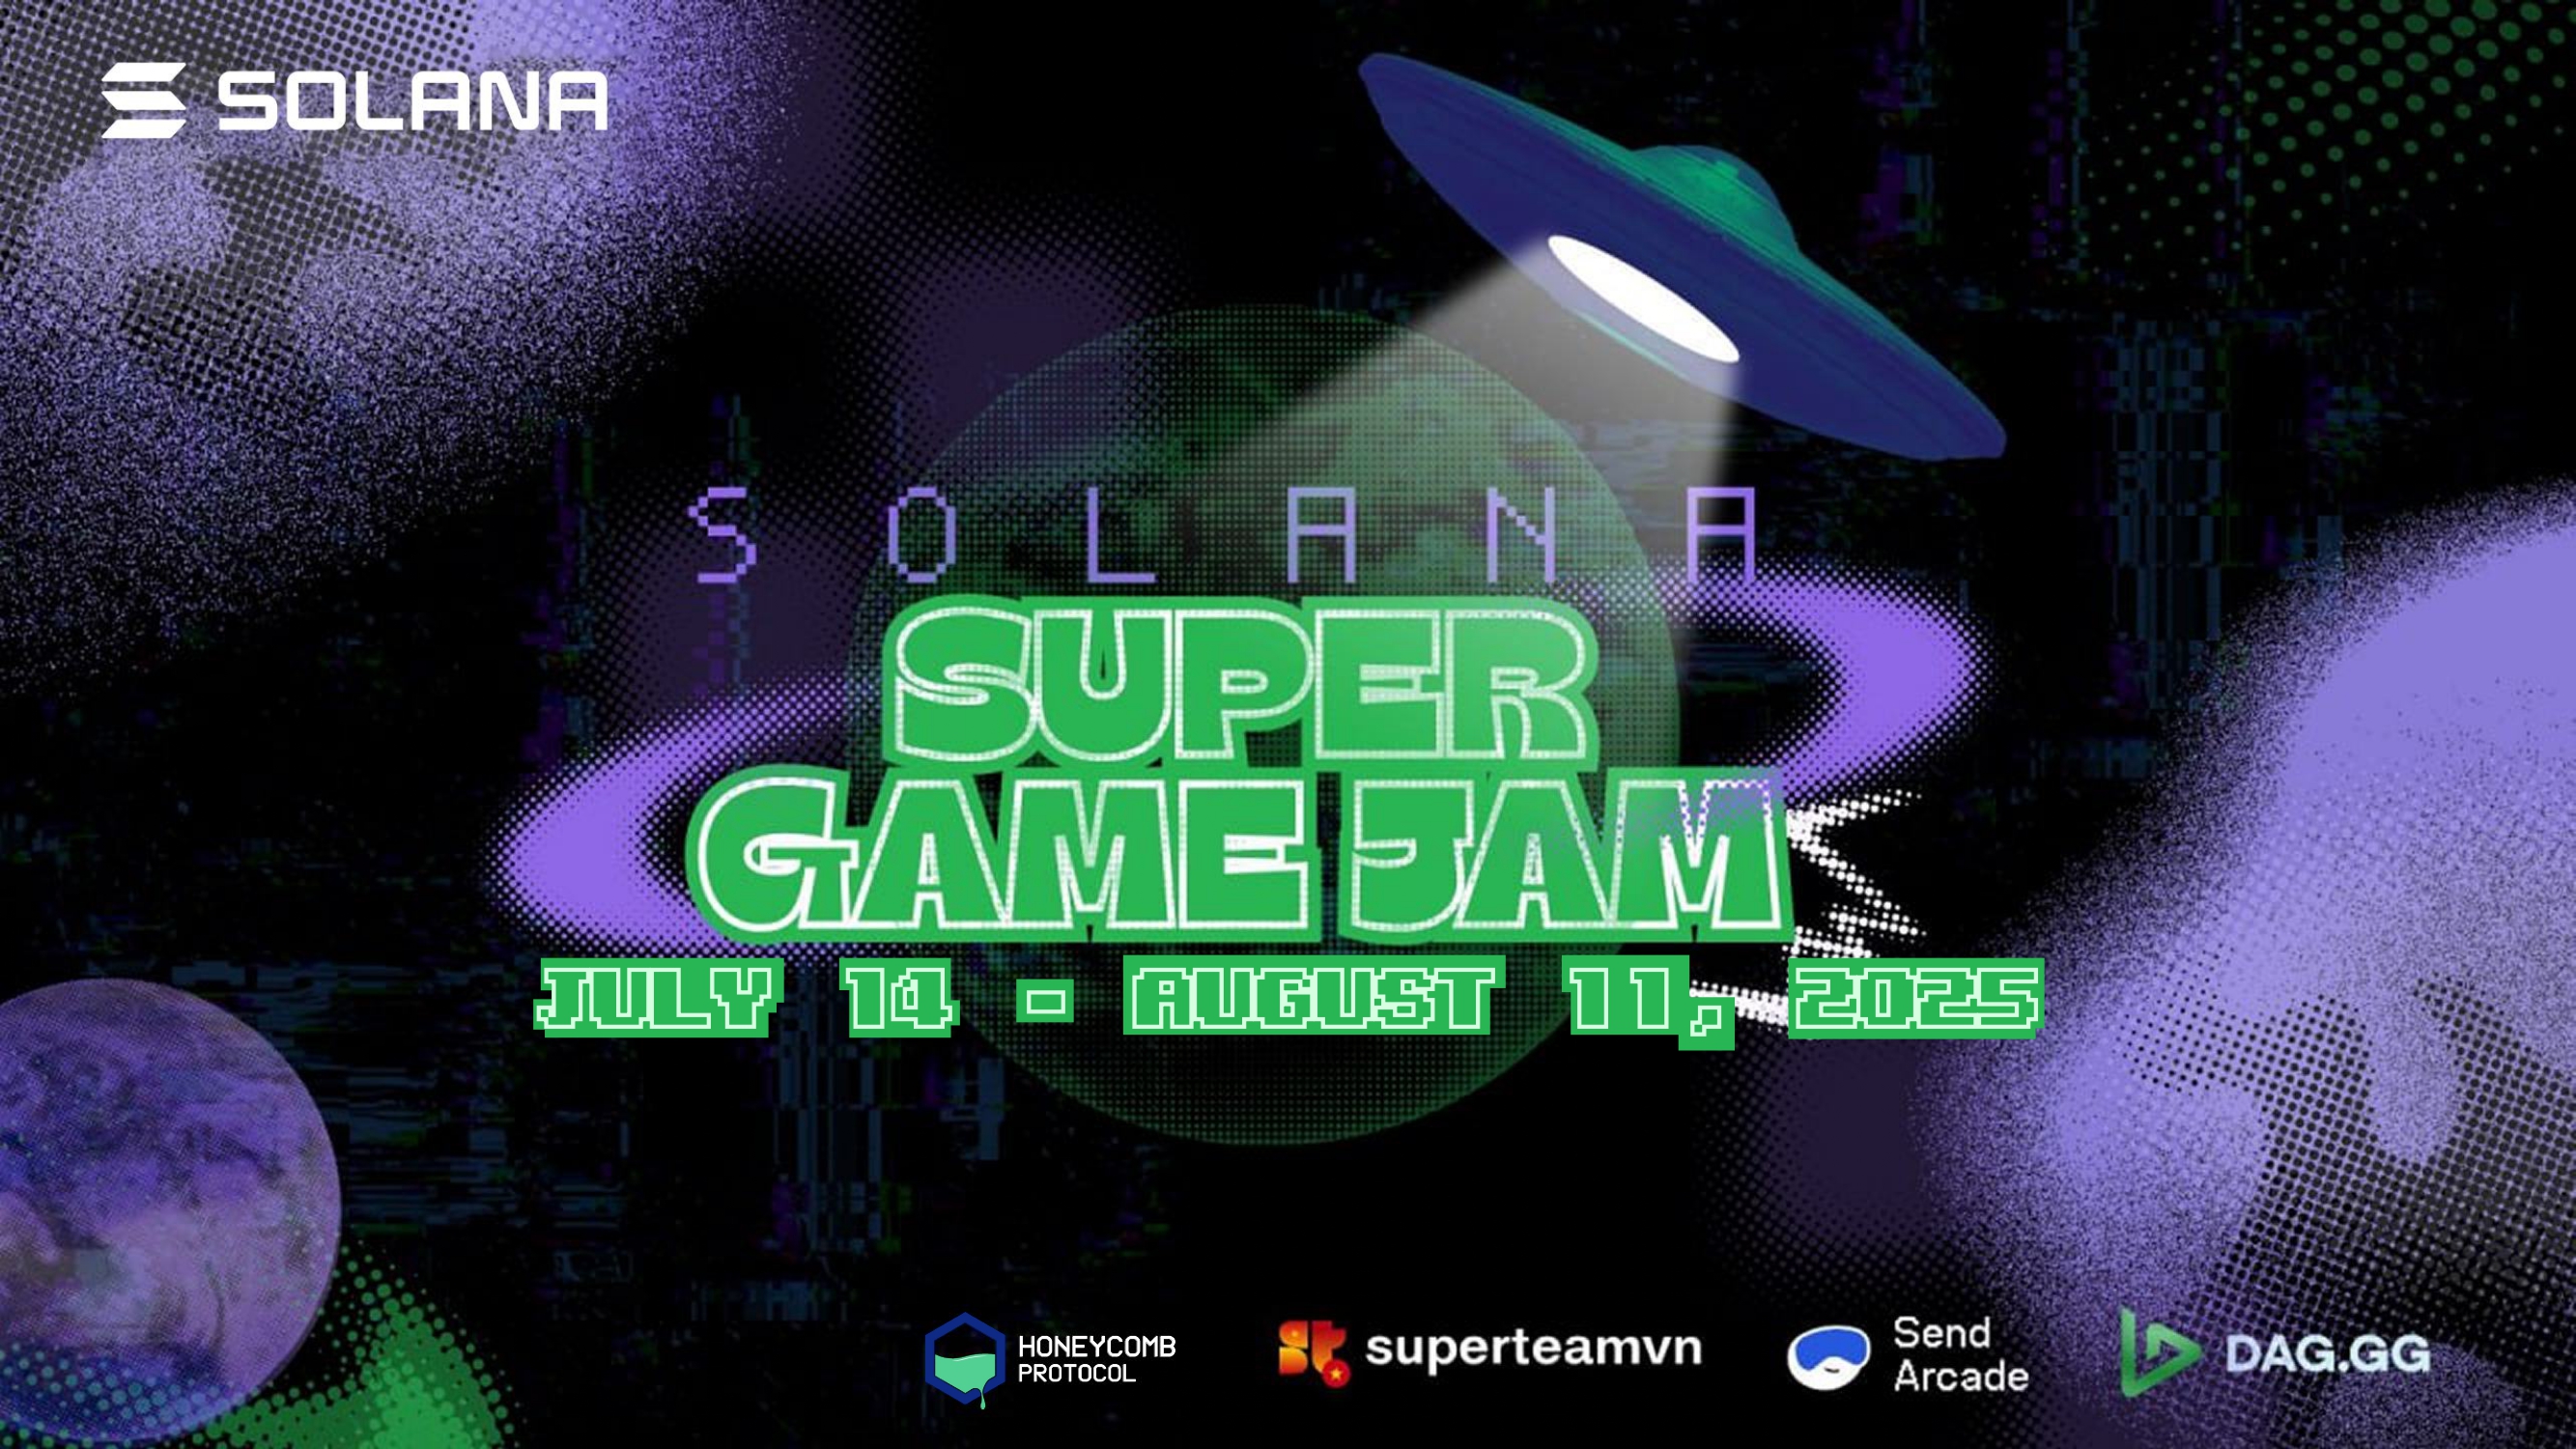 SOLANA
SOLANA
SUPER
GAME JAM
JULY 14 - AUGUST 11, 2025
HONEYCOMB
PROTOCOL
superteamvn
Send
Arcade
DAG.GG